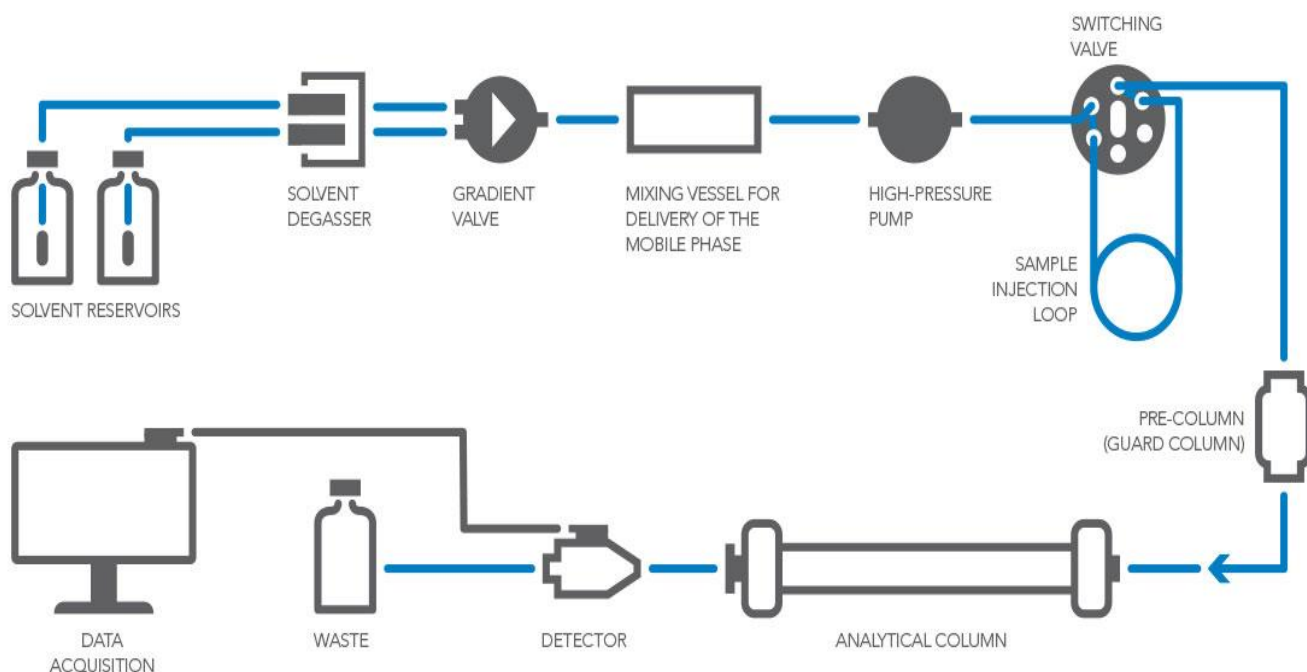 SWITCHING
VALVE
SOLVENT
DEGASSER
GRADIENT
VALVE
MIXING VESSEL FOR
DELIVERY OF THE
MOBILE PHASE
HIGH-PRESSURE
PUMP
SAMPLE
INJECTION
LOOP
SOLVENT RESERVOIRS
PRE-COLUMN
(GUARD COLUMN)
DATA
ACQUISITION
WASTE
DETECTOR
ANALYTICAL COLUMN